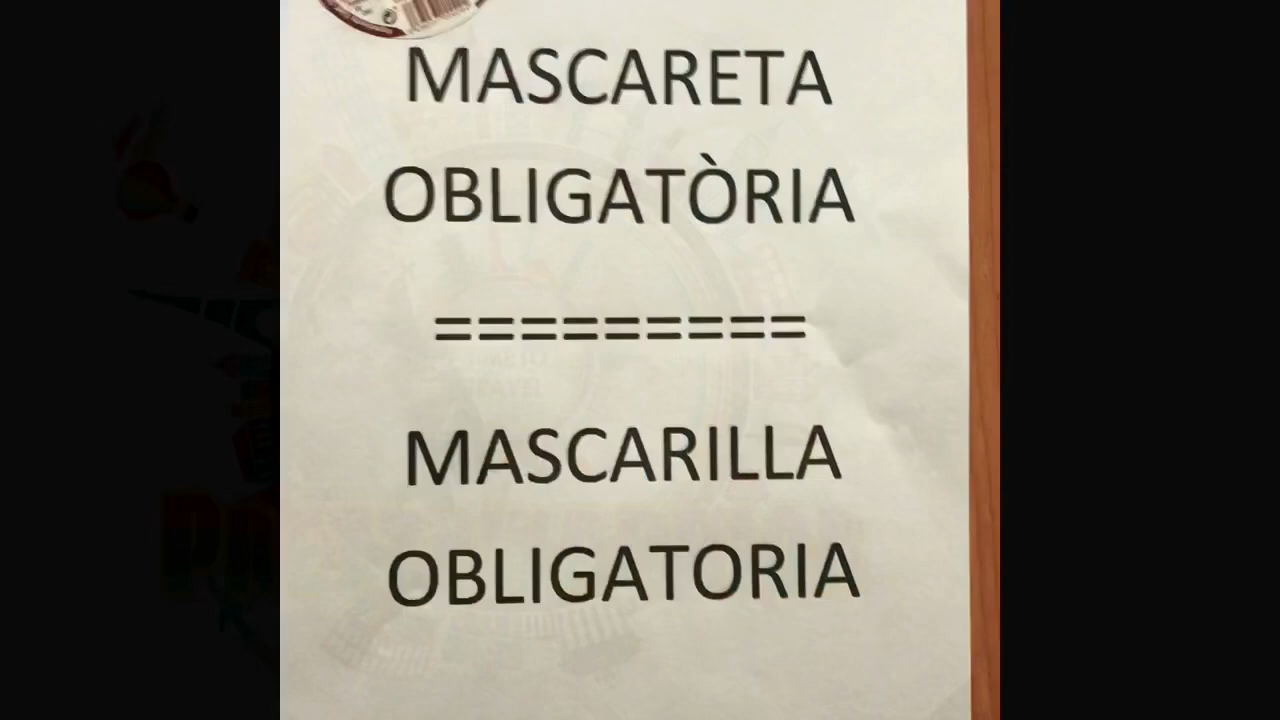 MASCARETA
OBLIGATÒRIA
=========
MASCARILLA
OBLIGATORIA